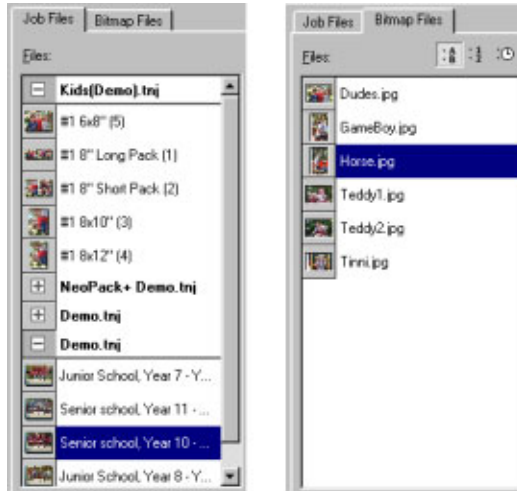 Job Files Bitmap Files
Files:
Kids(Demo).tnj
#1 6x8" (5)
#1 8" Long Pack (1)
#1 8" Short Pack (2)
#1 8x10" (3)
#1 8x12" (4)
NeoPack+ Demo.tnj
Demo.tnj
Demo.tnj
Junior School, Year 7 - Y...
Senior school, Year 11 - ...
Senior school, Year 10 - ...
Junior School, Year 8 - Y...
Job Files Bitmap Files
Files:
Dudes.jpg
GameBoy.jpg
Horse.jpg
Teddy1.jpg
Teddy2.jpg
Tinni.jpg